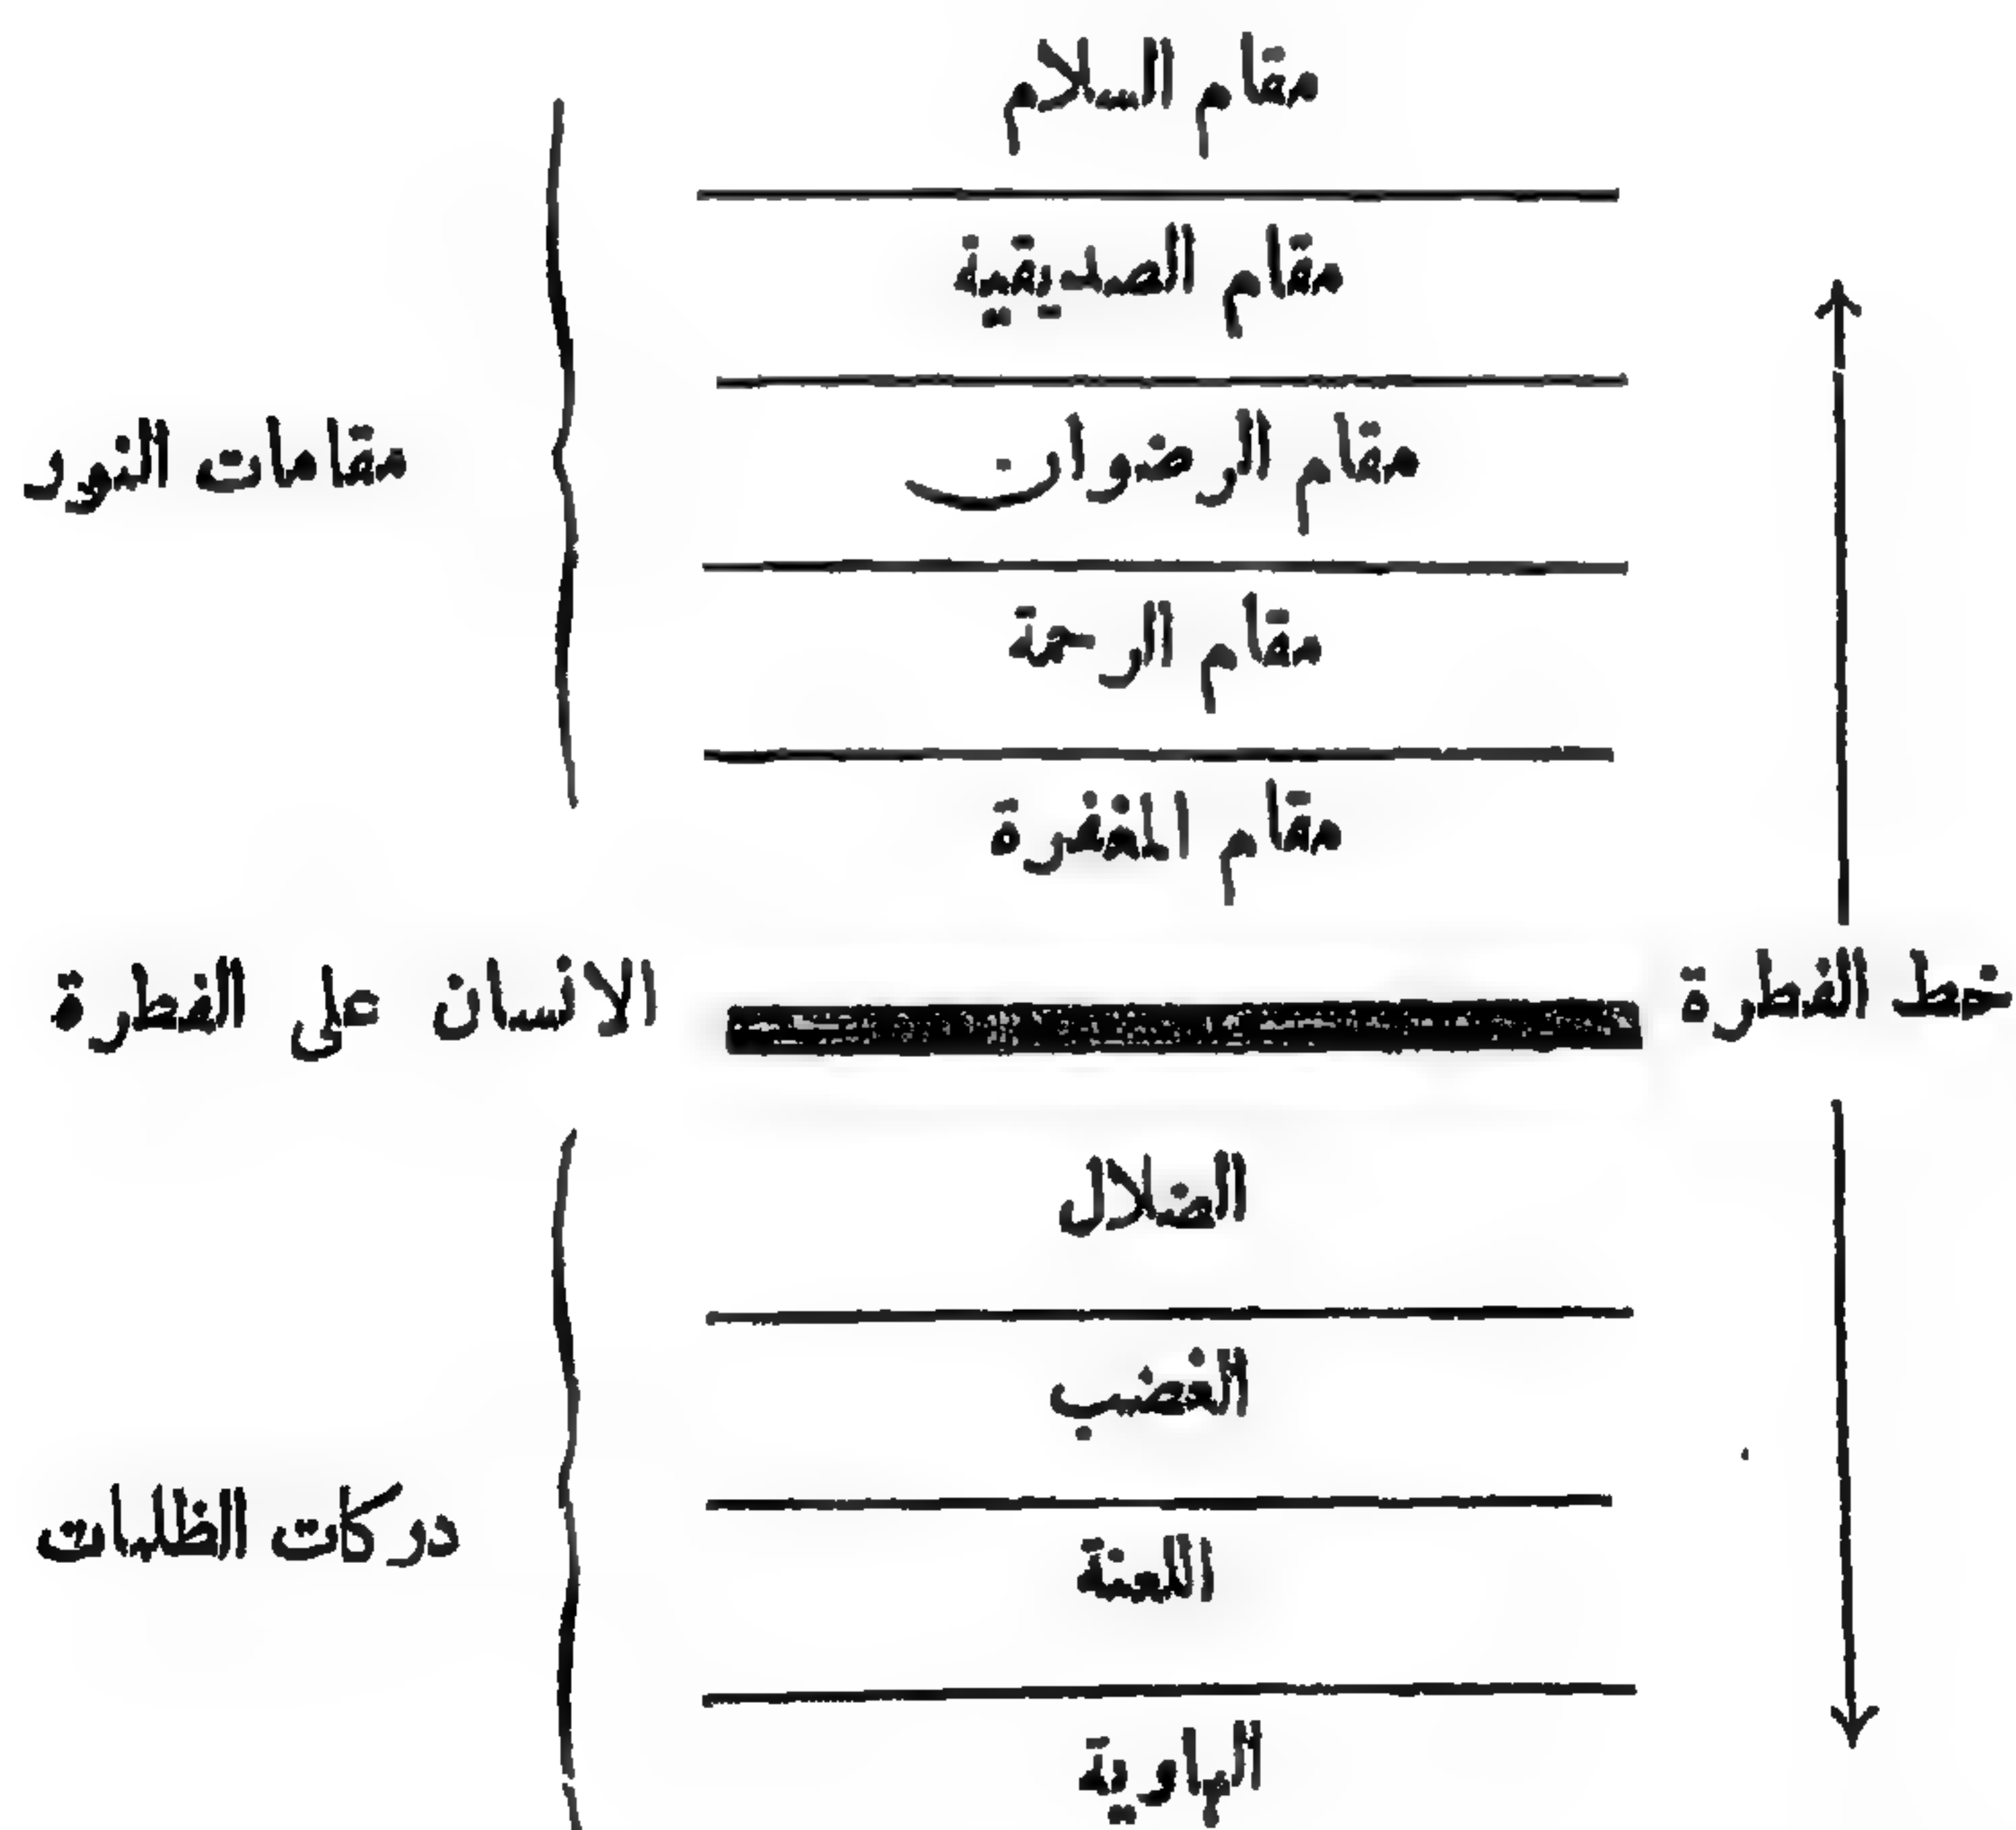 مقام السلام
مقام الصديقية
مقام الرضوان
مقامات النور
مقام الرحمة
مقام المغفرة
خط الفطرة
الانسان على الفطرة
الضلال
الغضب
دركات الظلمات
اللعنة
الهاوية